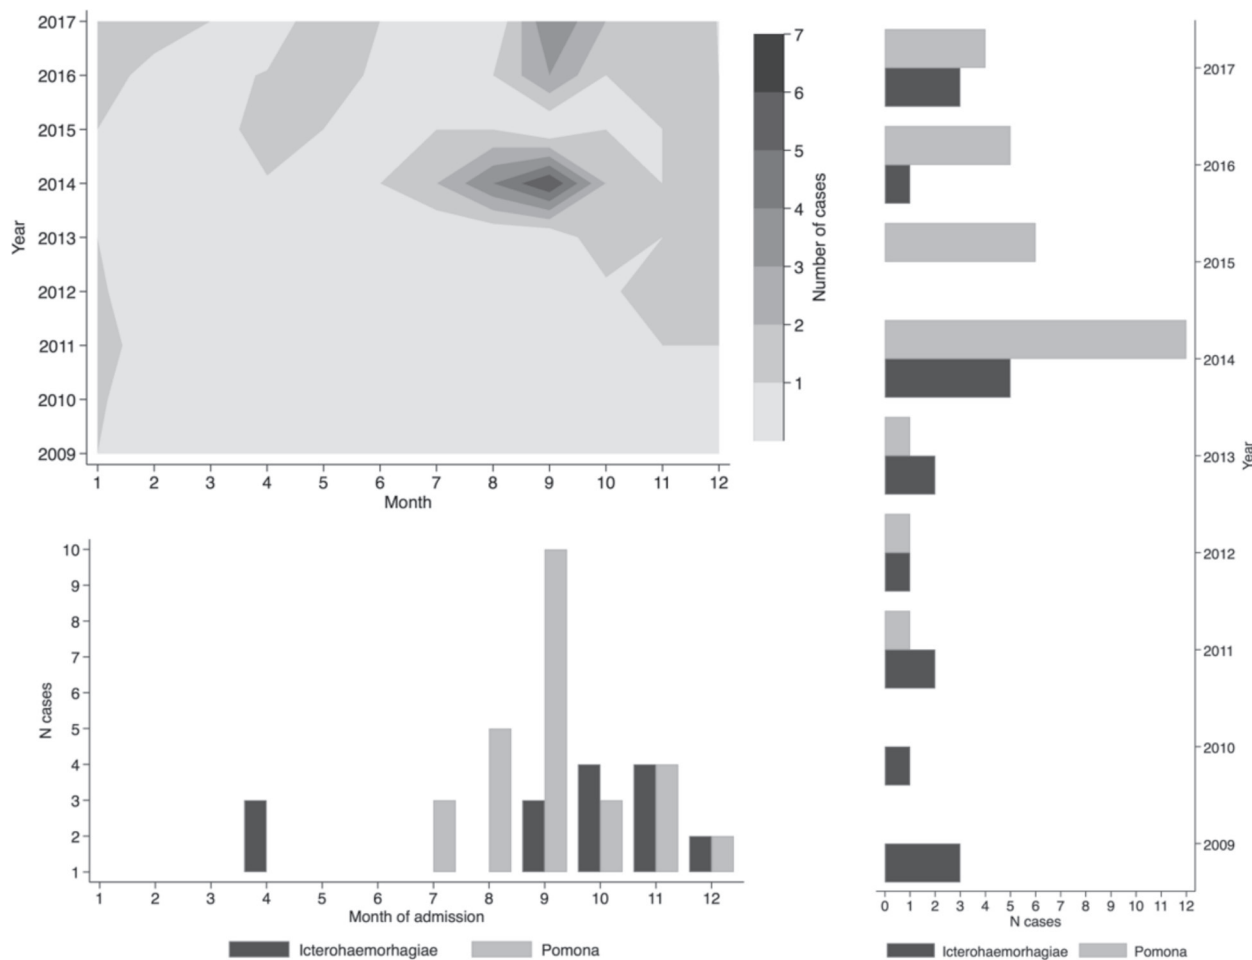 2017
2016
2015
2014
2013
2012
2011
2010
2009
Year
1 2 3 4 5 6 7 8 9 10 11 12
Month
7
6
5
4
3
2
1
Number of cases
10
9
8
7
6
5
4
3
2
1
N cases
1 2 3 4 5 6 7 8 9 10 11 12
Month of admission
Icterohaemorhagiae Pomona
2017
2016
2015
2014
2013
2012
2011
2010
2009
Year
0 1 2 3 4 5 6 7 8 9 10 11 12
N cases
Icterohaemorhagiae Pomona